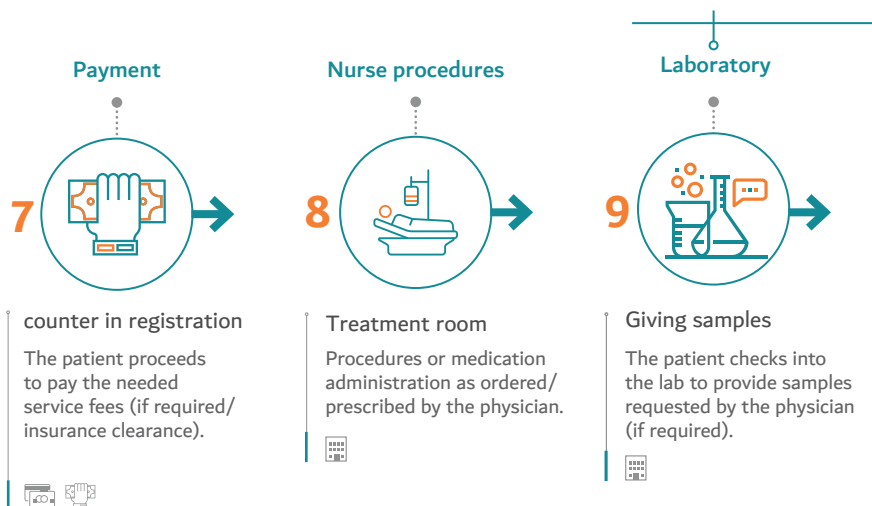 Payment
7
counter in registration
The patient proceeds
to pay the needed
service fees (if required/
insurance clearance).
Nurse procedures
8
Treatment room
Procedures or medication
administration as ordered/
prescribed by the physician.
Laboratory
9
Giving samples
The patient checks into
the lab to provide samples
requested by the physician
(if required).